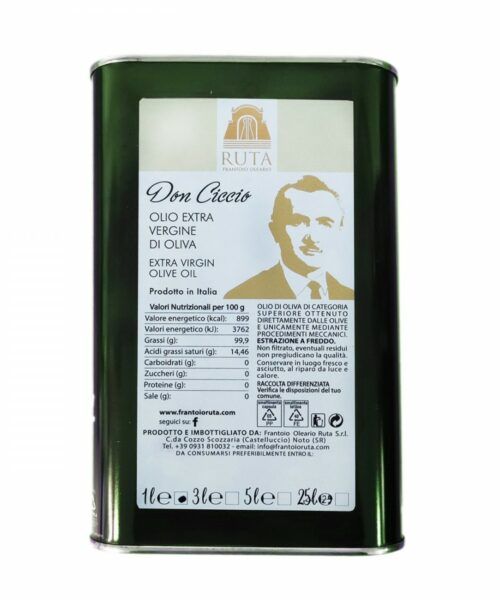 RUTA
FRANTOIO OLEARIO
Don Ciccio
OLIO EXTRA
VERGINE
DI OLIVA
EXTRA VIRGIN
OLIVE OIL
Prodotto in Italia
Valori Nutrizionali per 100 g
Valore energetico (kcal): 899
Valori energetico (kJ): 3762
Grassi (g): 99,9
Acidi grassi saturi (g): 14,46
Carboidrati (g): 0
Zuccheri (g): 0
Proteine (g): 0
Sale (g): 0
OLIO DI OLIVA DI CATEGORIA
SUPERIORE OTTENUTO
DIRETTAMENTE DALLE OLIVE
E UNICAMENTE MEDIANTE
PROCEDIMENTI MECCANICI.
ESTRAZIONE A FREDDO.
Non filtrato, eventuali residui
non pregiudicano la qualità.
Conservare in luogo fresco e
asciutto, al riparo da luce e
calore.
RACCOLTA DIFFERENZIATA
Verifica le disposizioni del tuo
comune.
capsula
PP
lattina
FE
www.frantoioruta.com
seguici su: f
PRODOTTO E IMBOTTIGLIATO DA: Frantoio Oleario Ruta S.r.l.
C.da Cozzo Scozzaria (Castelluccio) Noto (SR)
Tel. +39 0931 810032 - email: info@frantoioruta.com
DA CONSUMARSI PREFERIBILMENTE ENTRO IL:
1l e 3l e 5l e 25l e